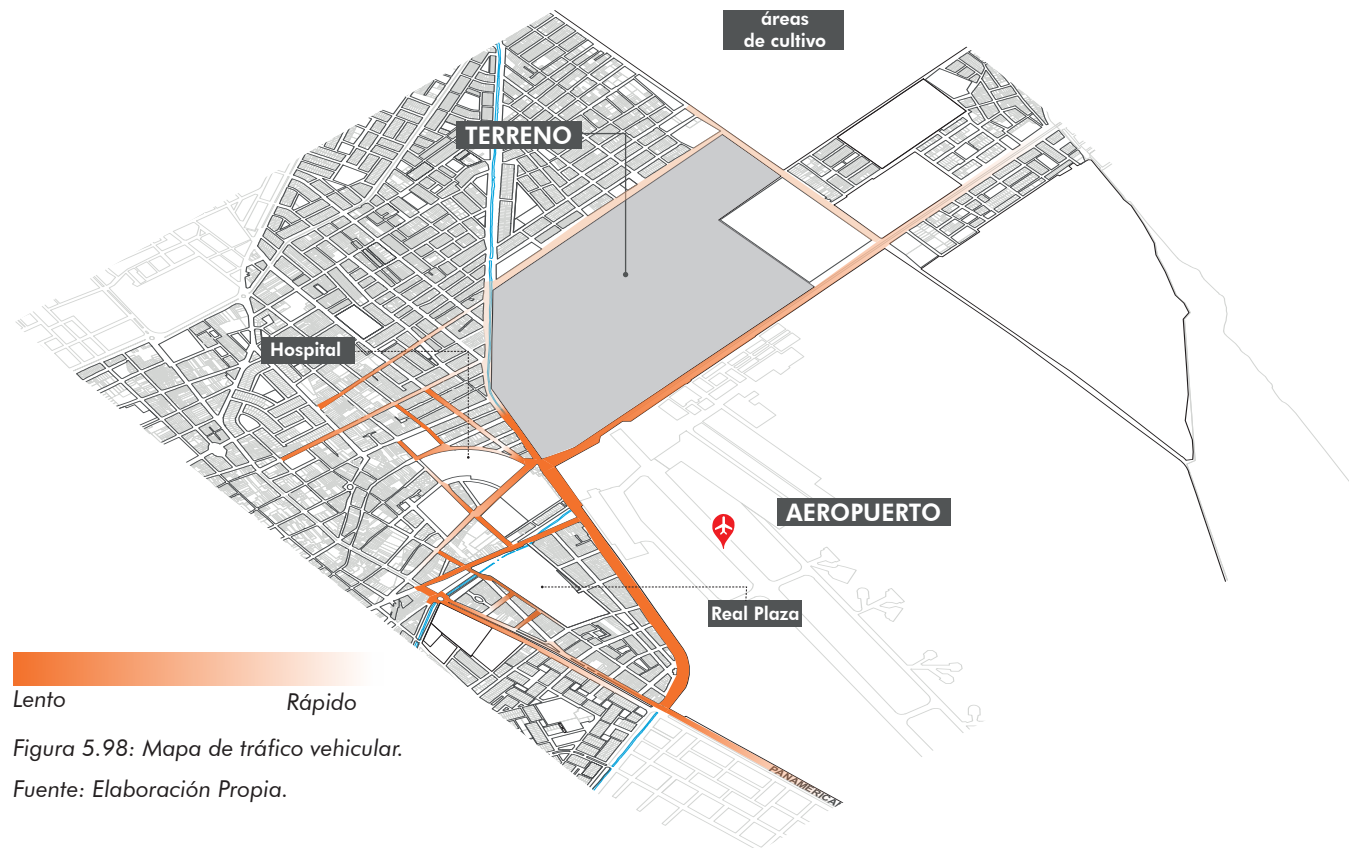 áreas
de cultivo
TERRENO
Hospital
AEROPUERTO
Real Plaza
Lento
Rápido
PANAMERICA
Figura 5.98: Mapa de tráfico vehicular.
Fuente: Elaboración Propia.